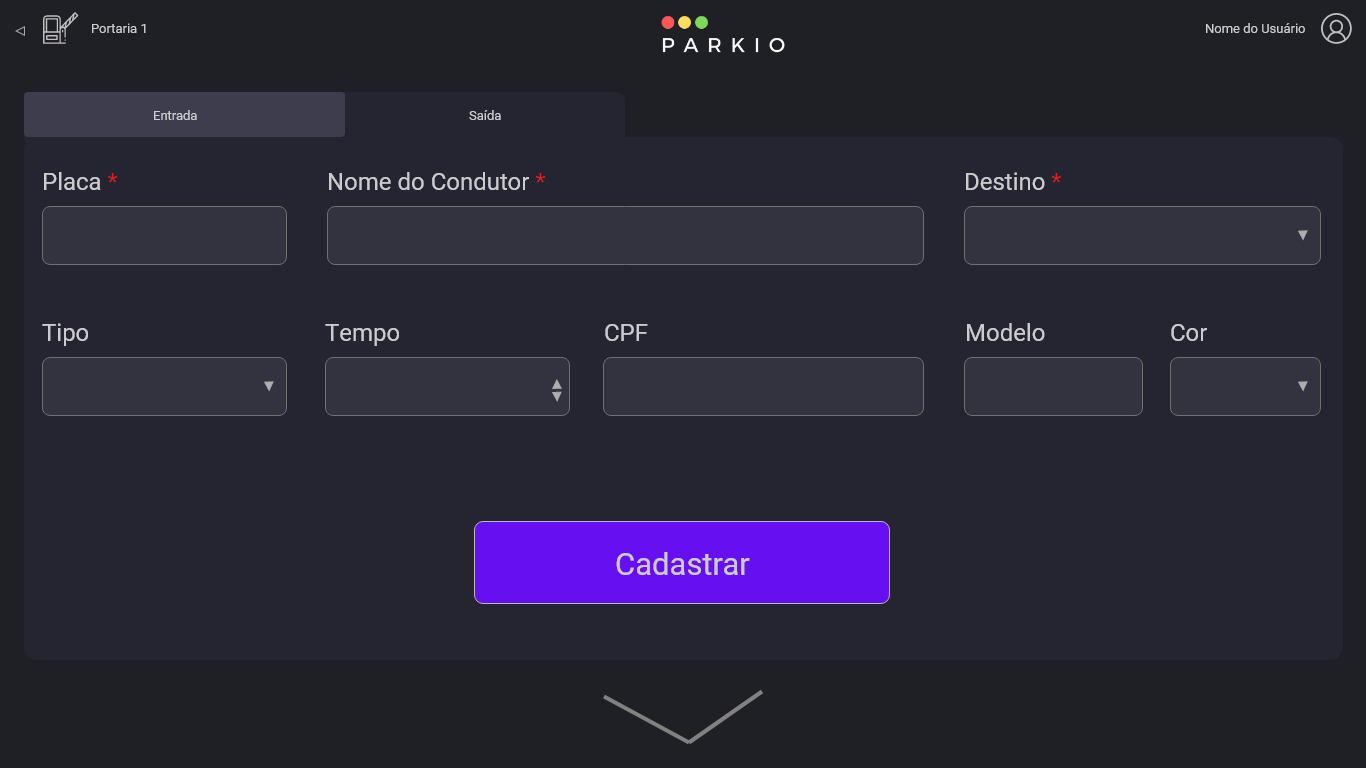 Portaria 1
PARKIO
Nome do Usuário
Entrada
Saída
Placa *
Nome do Condutor *
Destino *
Tipo
Tempo
CPF
Modelo
Cor
Cadastrar